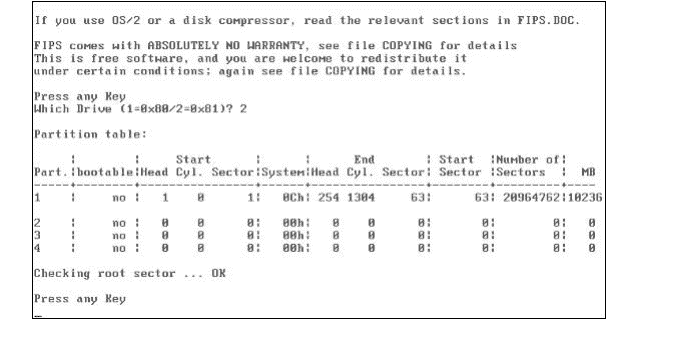 If you use OS/2 or a disk compressor, read the relevant sections in FIPS.DOC.
FIPS comes with ABSOLUTELY NO WARRANTY, see file COPYING for details
This is free software, and you are welcome to redistribute it
under certain conditions; again see file COPYING for details.
Press any Key
Which Drive (1=0x80/2=0x81)? 2
Partition table:
     |        |     Start      |      |      End       | Start  |Number of|
Part.|bootable|Head Cyl. Sector|System|Head Cyl. Sector| Sector |Sectors  |  MB
-----+--------+----------------+------+----------------+--------+---------+----
1    |     no |  1    0      1|   0Ch| 254 1304     63|      63| 20964762|10236
2    |     no |  0    0      0|   00h|   0    0      0|       0|        0|    0
3    |     no |  0    0      0|   00h|   0    0      0|       0|        0|    0
4    |     no |  0    0      0|   00h|   0    0      0|       0|        0|    0
Checking root sector ... OK
Press any Key
_